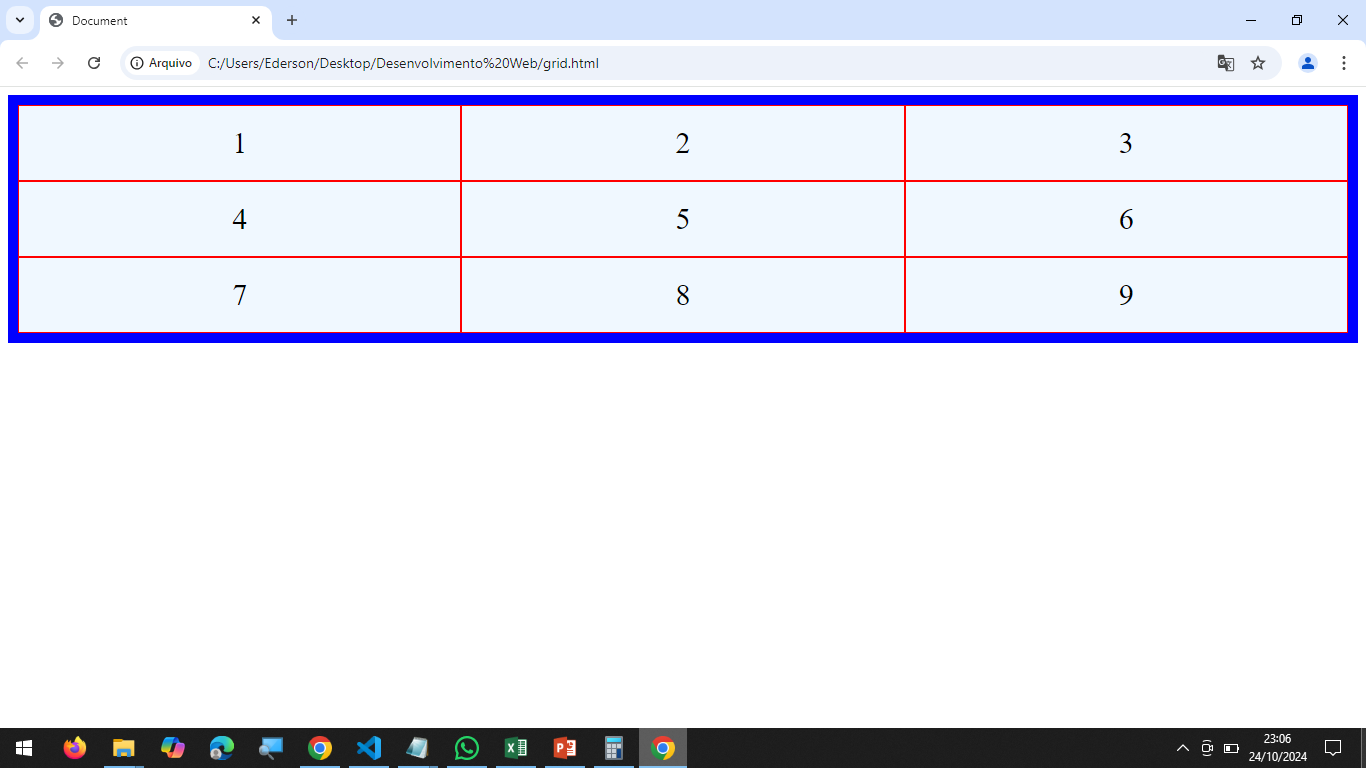 Document
Arquivo C:/Users/Ederson/Desktop/Desenvolvimento%20Web/grid.html
1 2 3
4 5 6
7 8 9
23:06
24/10/2024